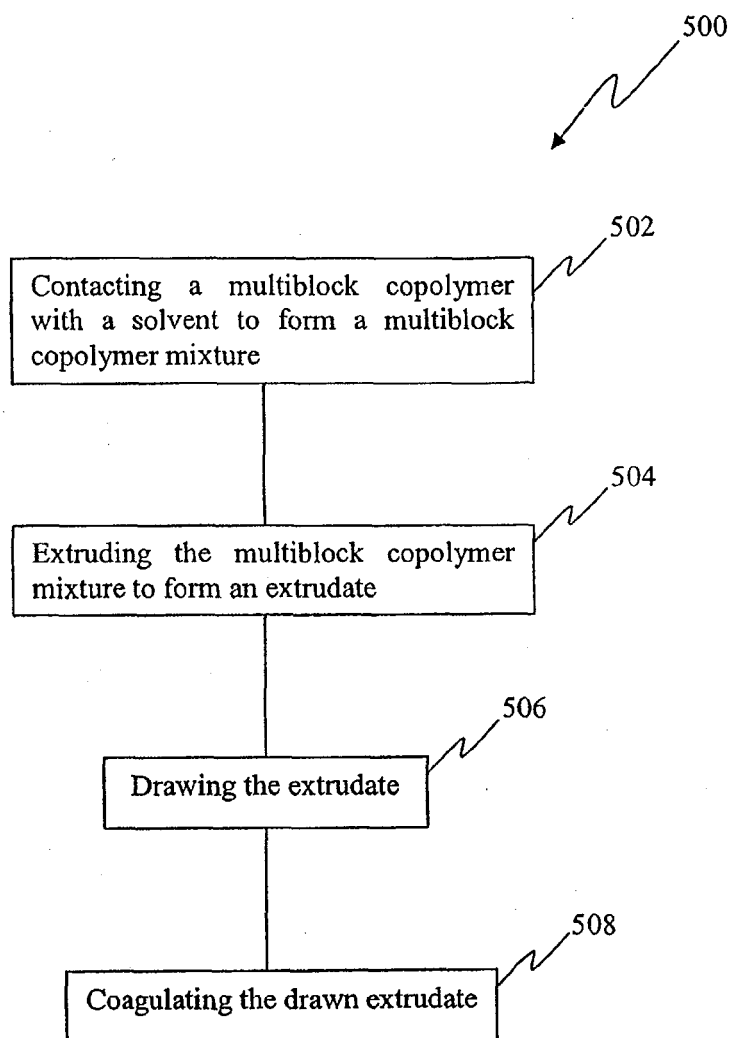 500
502
Contacting a multiblock copolymer
with a solvent to form a multiblock
copolymer mixture
504
Extruding the multiblock copolymer
mixture to form an extrudate
506
Drawing the extrudate
508
Coagulating the drawn extrudate